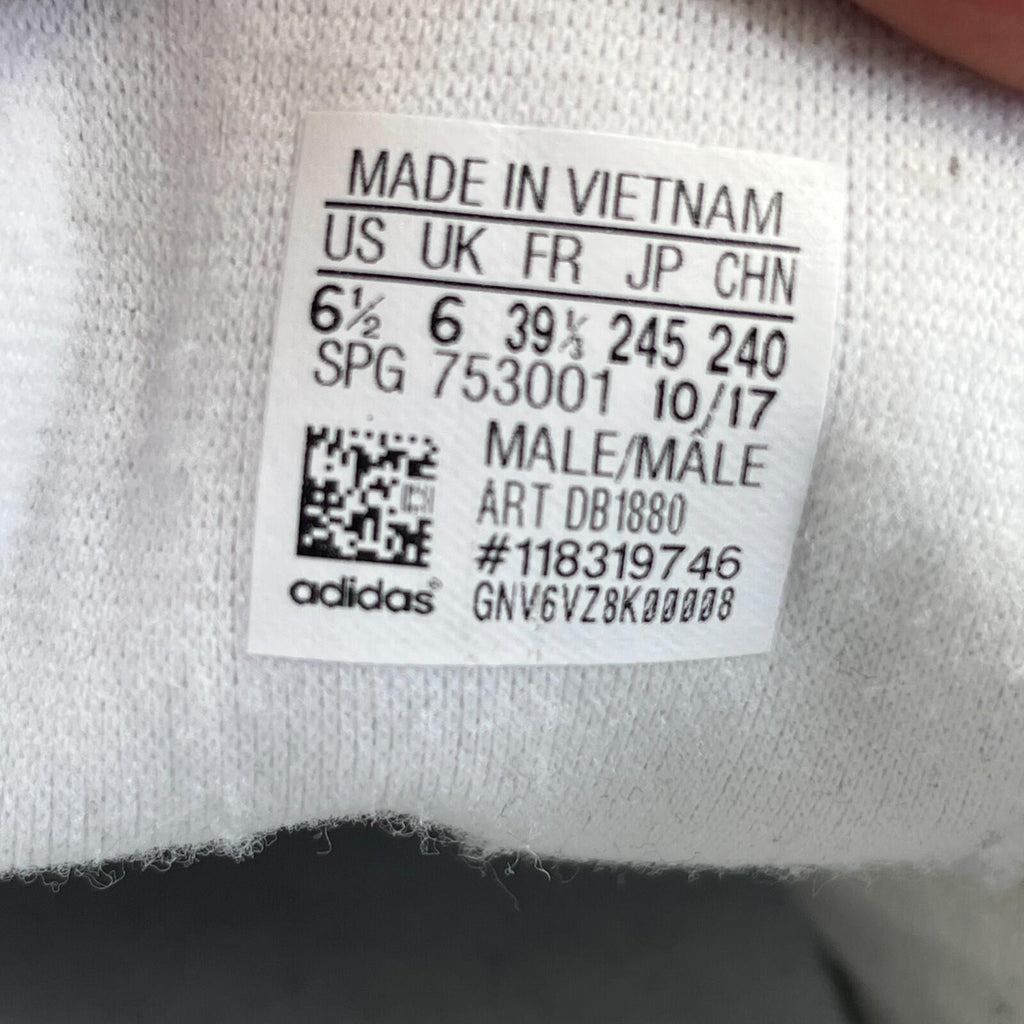 MADE IN VIETNAM
US UK FR JP CHN
6½ 6 39⅓ 245 240
SPG 753001 10/17
MALE/MÂLE
ART DB1880
#118319746
adidas® GNV6VZ8K00008